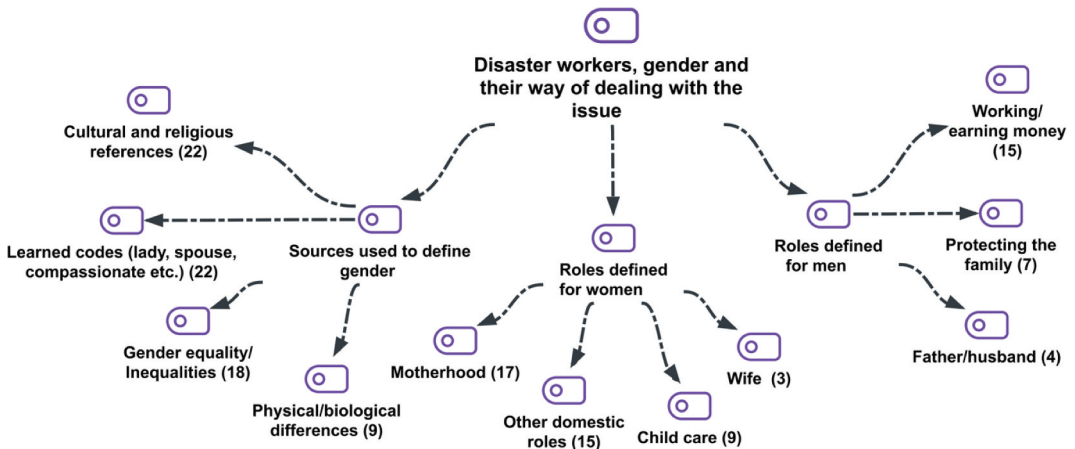 Disaster workers, gender and
their way of dealing with the
issue
Cultural and religious
references (22)
Working/
earning money
(15)
Learned codes (lady, spouse,
compassionate etc.) (22)
Sources used to define
gender
Roles defined
for women
Roles defined
for men
Protecting the
family
(7)
Gender equality/
Inequalities (18)
Physical/biological
differences (9)
Motherhood (17)
Other domestic
roles (15)
Child care (9)
Wife (3)
Father/husband (4)